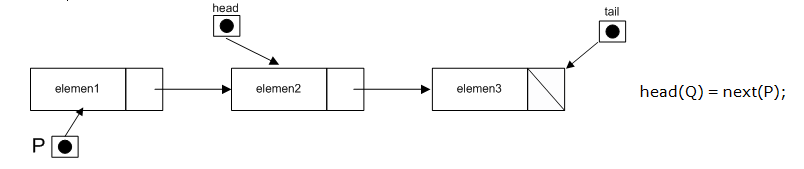 head
tail
elemen1
elemen2
elemen3
head(Q) = next(P);
P